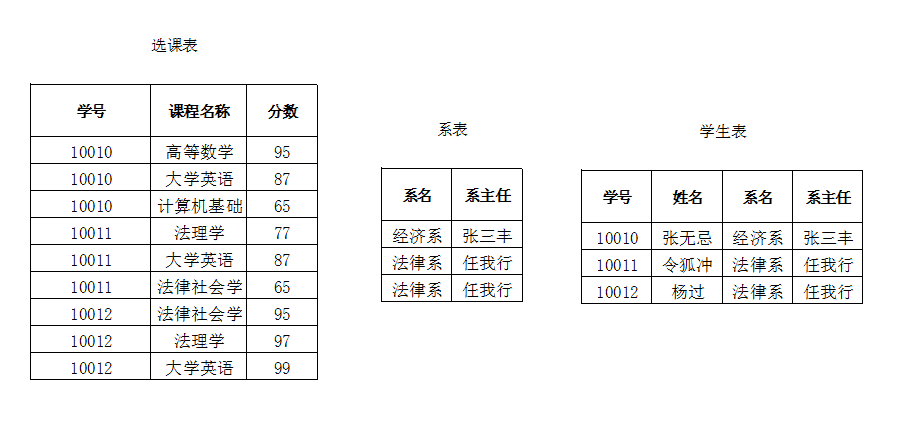 选课表
学号 课程名称 分数
10010 高等数学 95
10010 大学英语 87
10010 计算机基础 65
10011 法理学 77
10011 大学英语 87
10011 法律社会学 65
10012 法律社会学 95
10012 法理学 97
10012 大学英语 99
系表
系名 系主任
经济系 张三丰
法律系 任我行
法律系 任我行
学生表
学号 姓名 系名 系主任
10010 张无忌 经济系 张三丰
10011 令狐冲 法律系 任我行
10012 杨过 法律系 任我行